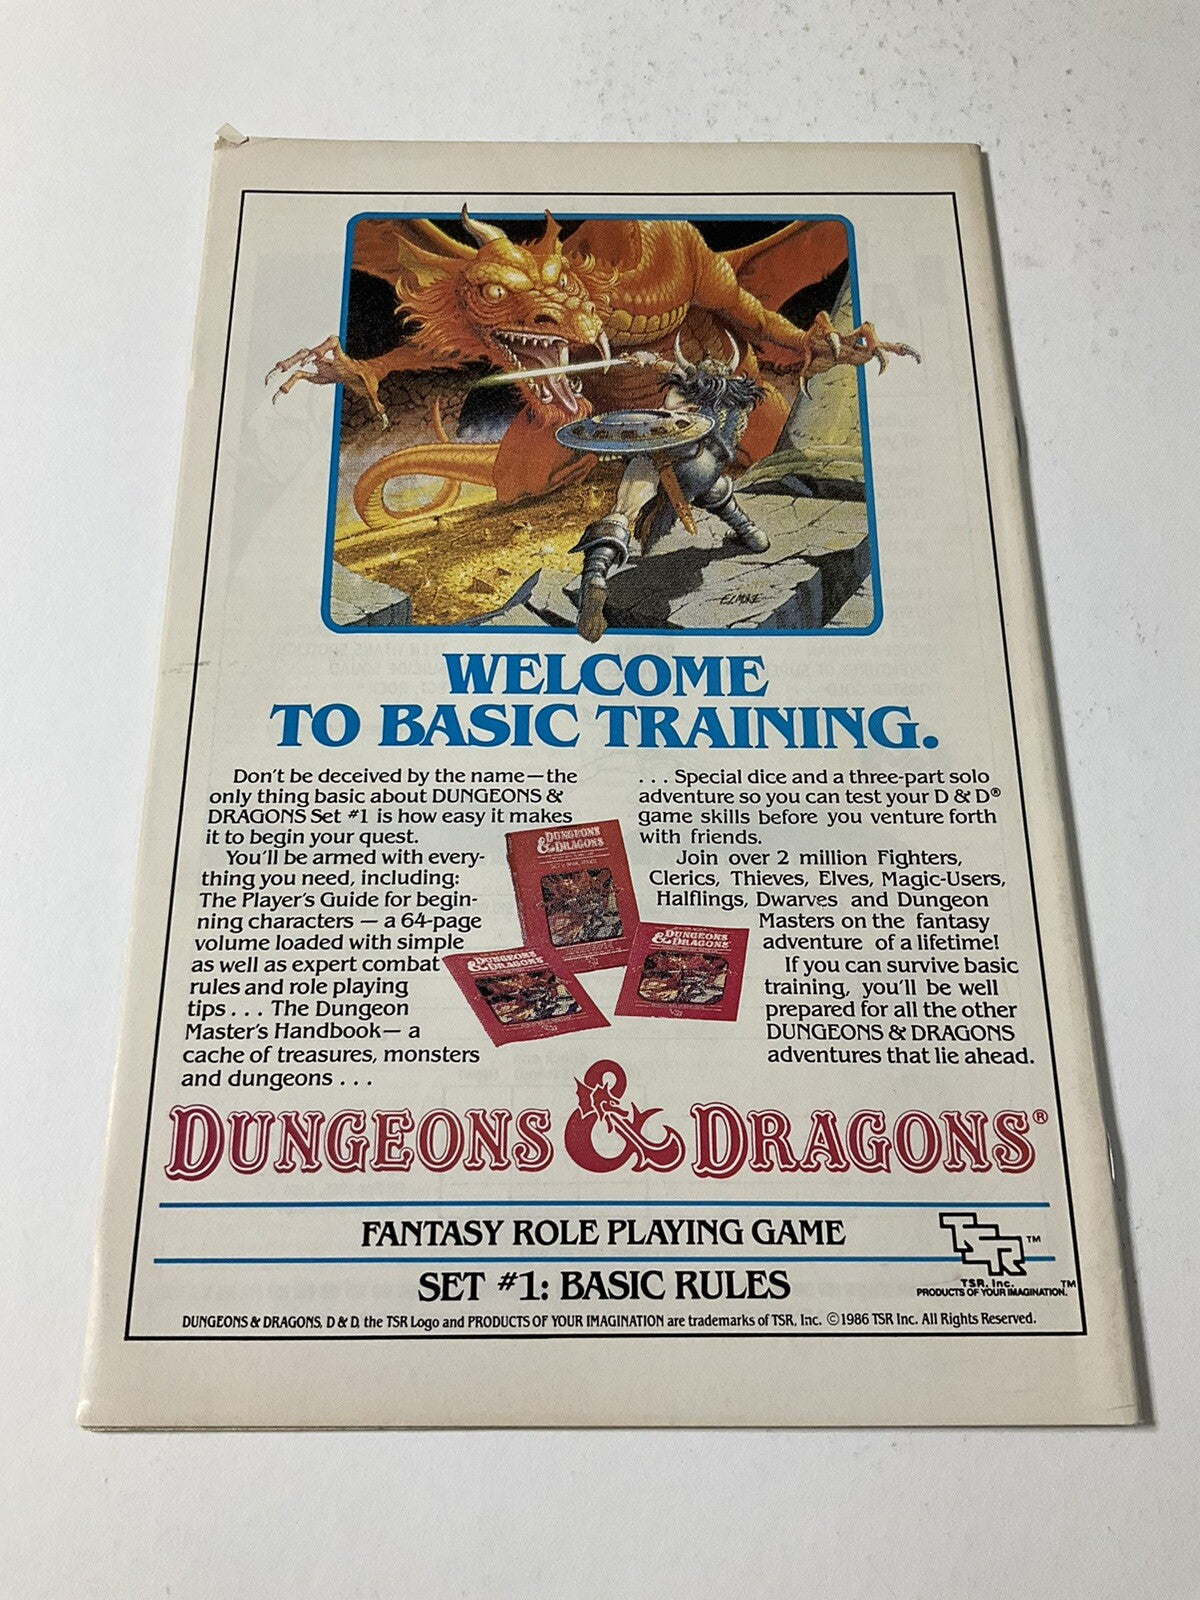 ELMORE
WELCOME
TO BASIC TRAINING.
Don't be deceived by the name—the
only thing basic about DUNGEONS &
DRAGONS Set #1 is how easy it makes
it to begin your quest.
You'll be armed with every-
thing you need, including:
The Player's Guide for begin-
ning characters — a 64-page
volume loaded with simple
as well as expert combat
rules and role playing
tips . . . The Dungeon
Master's Handbook— a
cache of treasures, monsters
and dungeons . . .
. . . Special dice and a three-part solo
adventure so you can test your D & D®
game skills before you venture forth
with friends.
Join over 2 million Fighters,
Clerics, Thieves, Elves, Magic-Users,
Halflings, Dwarves and Dungeon
Masters on the fantasy
adventure of a lifetime!
If you can survive basic
training, you'll be well
prepared for all the other
DUNGEONS & DRAGONS
adventures that lie ahead.
DUNGEONS
& DRAGONS
DUNGEONS
& DRAGONS
DUNGEONS
& DRAGONS
DUNGEONS & DRAGONS®
FANTASY ROLE PLAYING GAME
SET #1: BASIC RULES
TSR™
TSR, Inc.
PRODUCTS OF YOUR IMAGINATION.™
DUNGEONS & DRAGONS, D & D, the TSR Logo and PRODUCTS OF YOUR IMAGINATION are trademarks of TSR, Inc. ©1986 TSR Inc. All Rights Reserved.